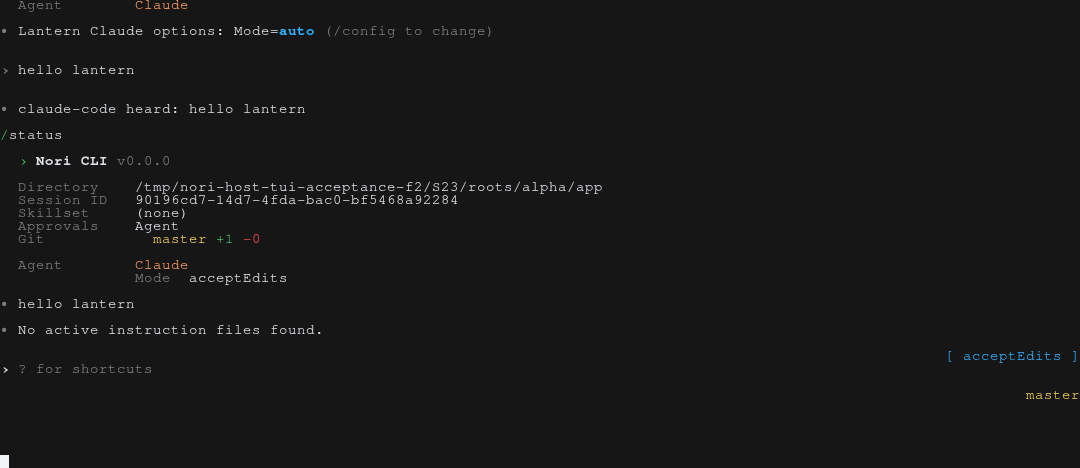 Agent Claude
• Lantern Claude options: Mode=auto (/config to change)
› hello lantern
• claude-code heard: hello lantern
/status
› Nori CLI v0.0.0
Directory /tmp/nori-host-tui-acceptance-f2/S23/roots/alpha/app
Session ID 90196cd7-14d7-4fda-bac0-bf5468a92284
Skillset (none)
Approvals Agent
Git master +1 -0
Agent Claude
Mode acceptEdits
• hello lantern
• No active instruction files found.
[ acceptEdits ]
› ? for shortcuts
master